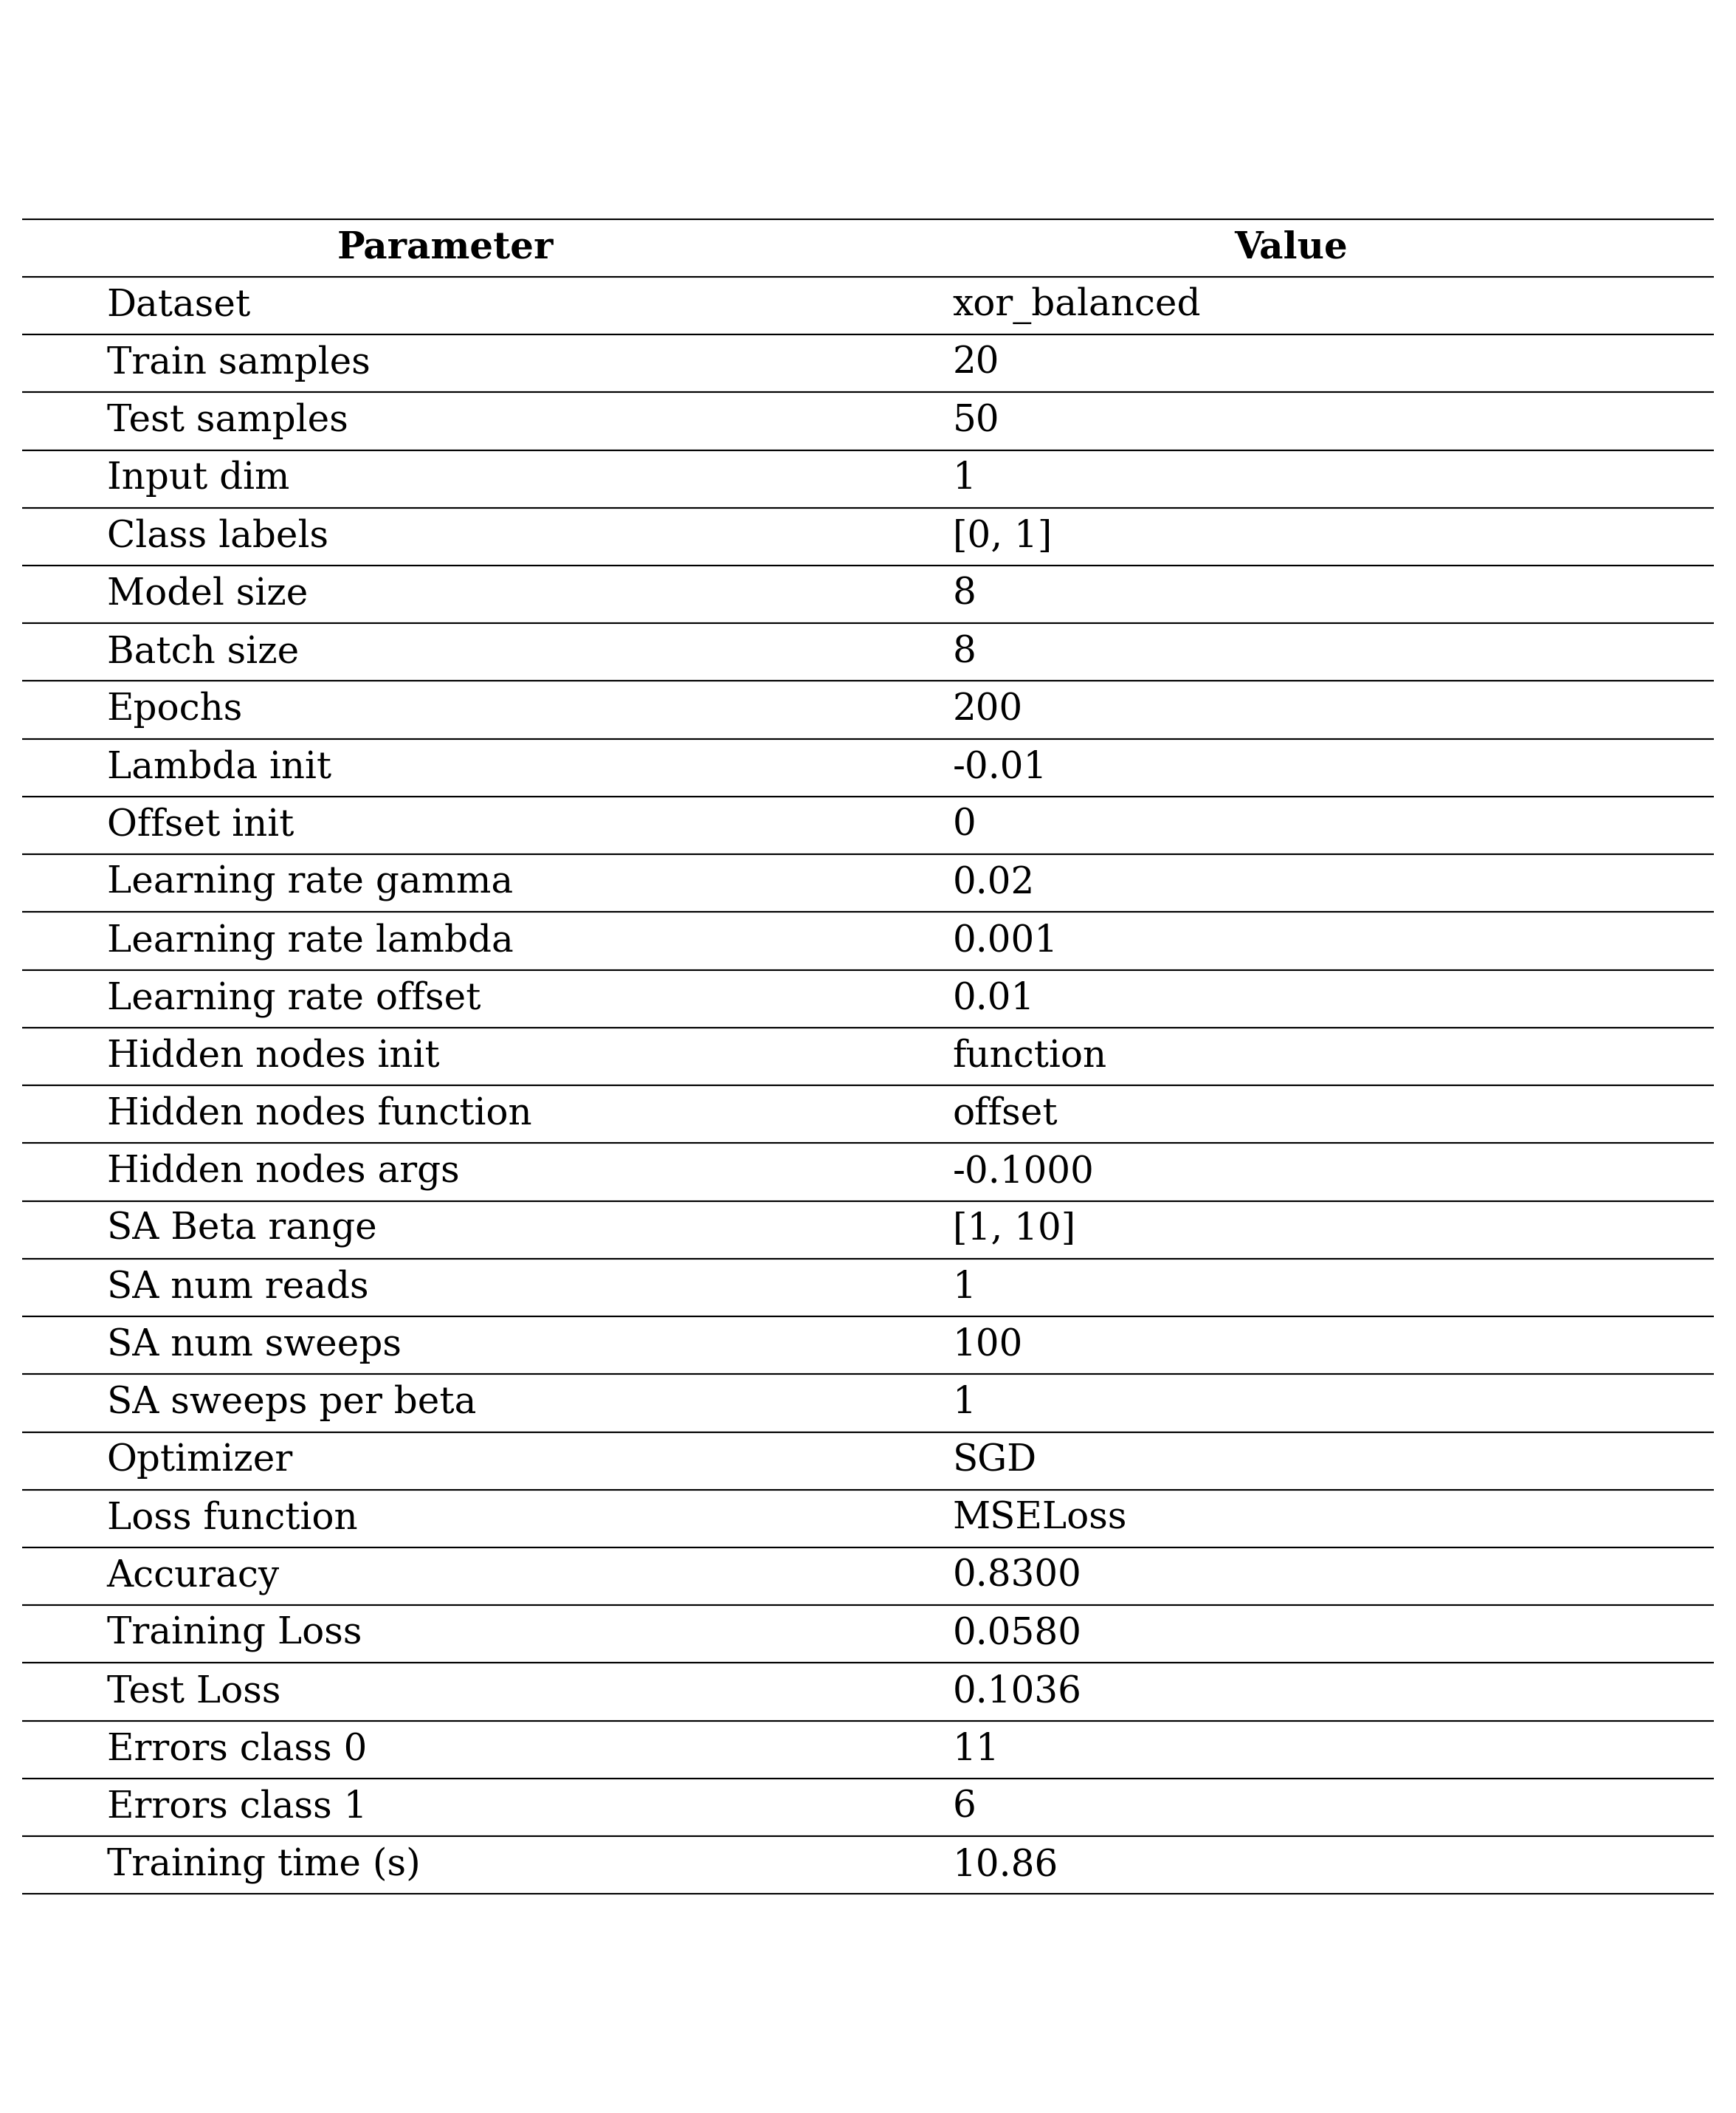 Parameter Value
Dataset xor_balanced
Train samples 20
Test samples 50
Input dim 1
Class labels [0, 1]
Model size 8
Batch size 8
Epochs 200
Lambda init -0.01
Offset init 0
Learning rate gamma 0.02
Learning rate lambda 0.001
Learning rate offset 0.01
Hidden nodes init function
Hidden nodes function offset
Hidden nodes args -0.1000
SA Beta range [1, 10]
SA num reads 1
SA num sweeps 100
SA sweeps per beta 1
Optimizer SGD
Loss function MSELoss
Accuracy 0.8300
Training Loss 0.0580
Test Loss 0.1036
Errors class 0 11
Errors class 1 6
Training time (s) 10.86